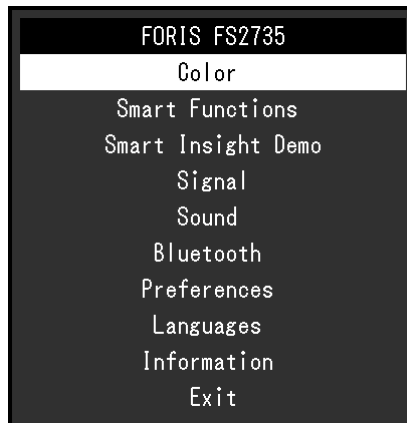 FORIS FS2735
Color
Smart Functions
Smart Insight Demo
Signal
Sound
Bluetooth
Preferences
Languages
Information
Exit